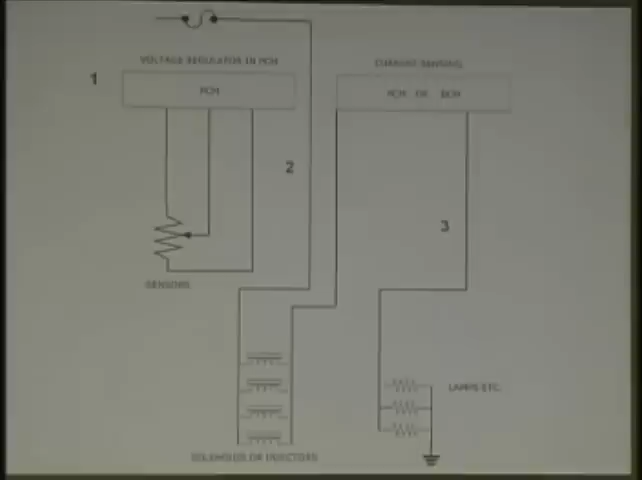 VOLTAGE REGULATOR IN PCM
CURRENT SENSING
1
PCM
PCM OR BCM
2
3
SENSORS
LAMPS ETC.
SOLENOIDS OR INJECTORS